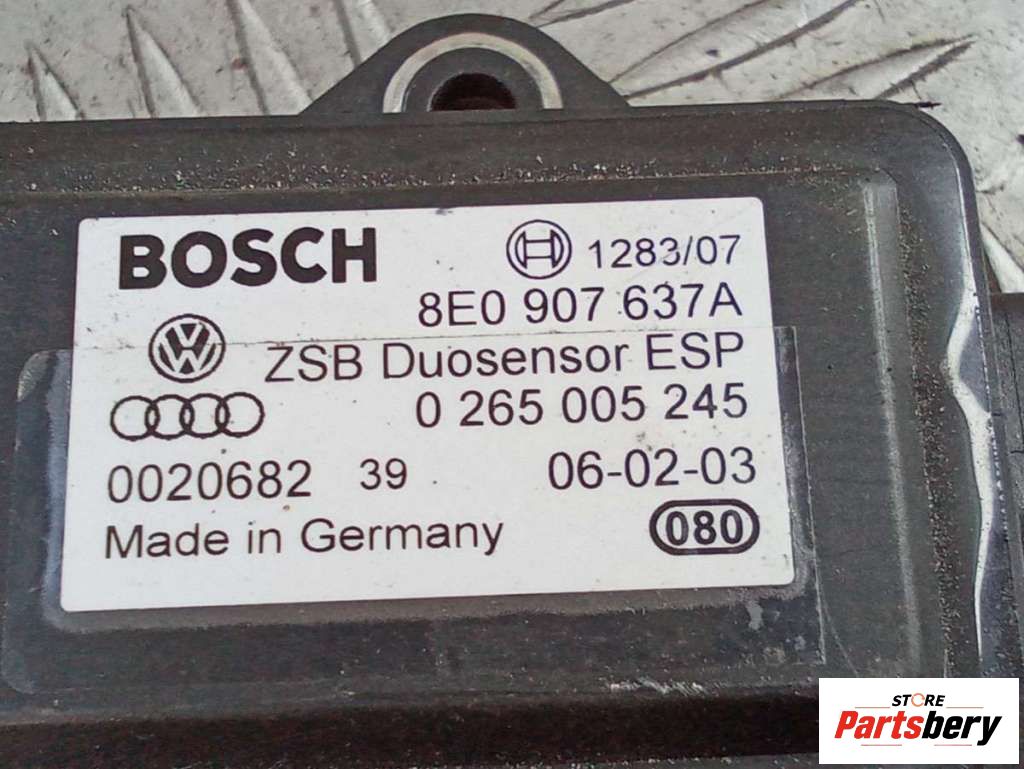 BOSCH
1283/07
8E0 907 637A
ZSB Duosensor ESP
0 265 005 245
0020682 39 06-02-03
Made in Germany
080
STORE
Partsbery